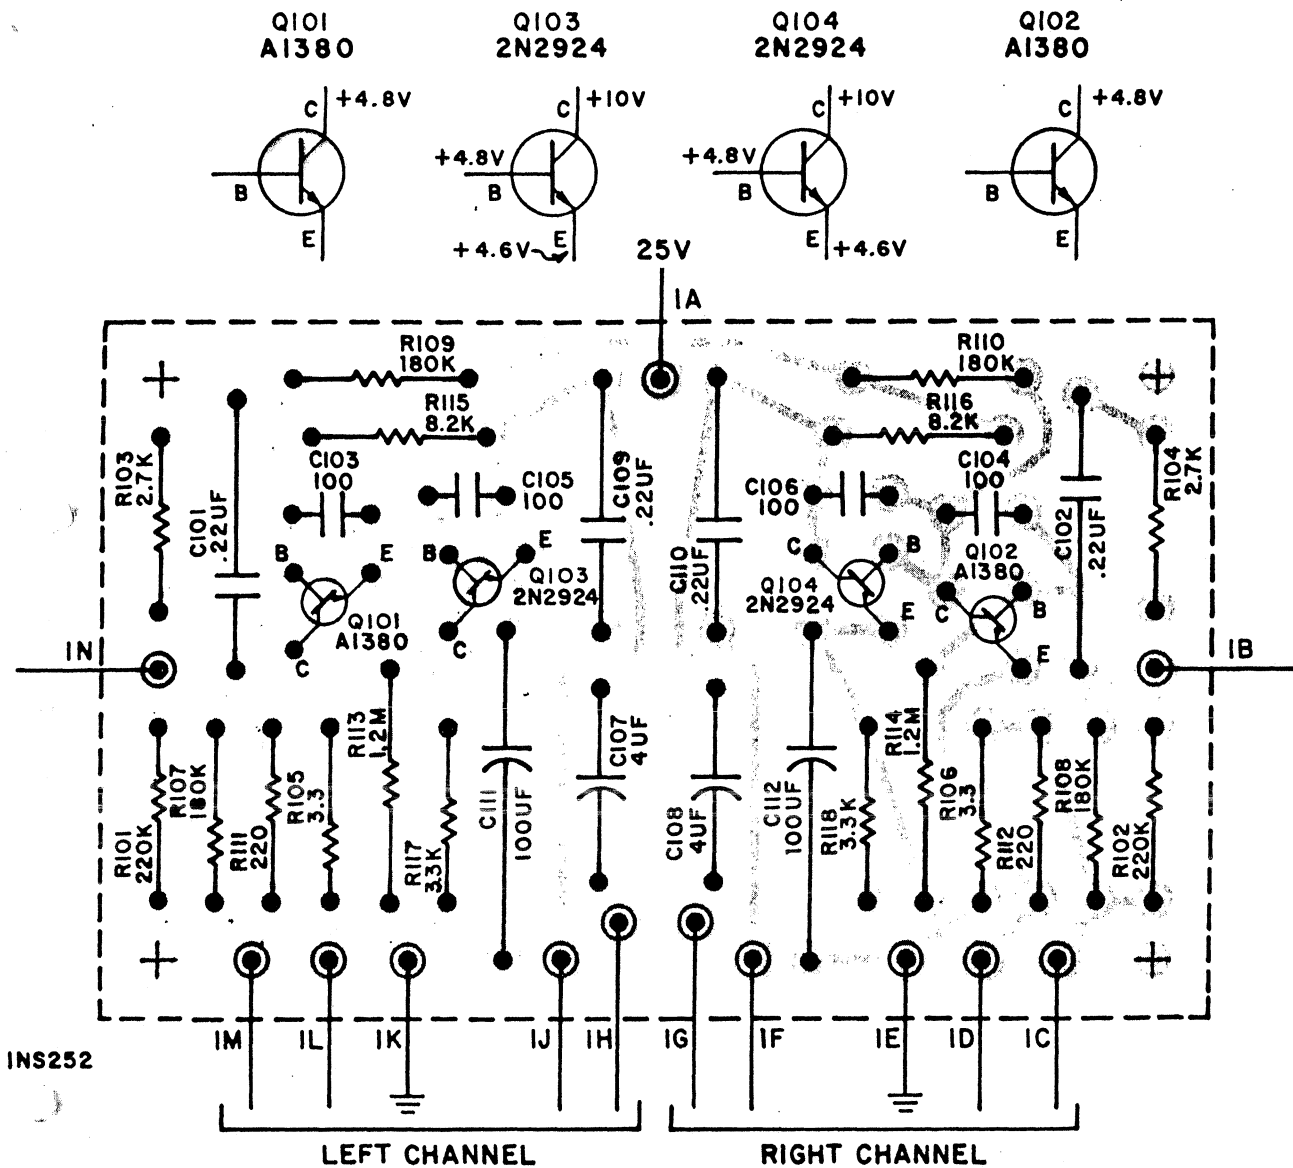 Q101
A1380
Q103
2N2924
Q104
2N2924
Q102
A1380
C +4.8V
B
E
C +10V
+4.8V
B
E
+4.6V
C +10V
+4.8V
B
E
+4.6V
C +4.8V
B
E
25V
1A
R109
180K
R110
180K
R115
8.2K
R116
8.2K
R103
2.7K
C101
.22UF
C103
100
C105
100
C109
.22UF
C110
.22UF
C106
100
C104
100
C102
.22UF
R104
2.7K
B
E
C
Q101
A1380
B
E
C
Q103
2N2924
C
B
E
Q104
2N2924
Q102
A1380
C
B
E
1N
1B
R101
220K
R107
180K
R111
220
R105
3.3
R113
1.2M
R117
3.3K
C111
100UF
C107
4UF
C108
4UF
C112
100UF
R118
3.3K
R114
1.2M
R106
3.3
R112
220
R108
180K
R102
220K
1M
1L
1K
1J
1H
1G
1F
1E
1D
1C
INS252
LEFT CHANNEL
RIGHT CHANNEL